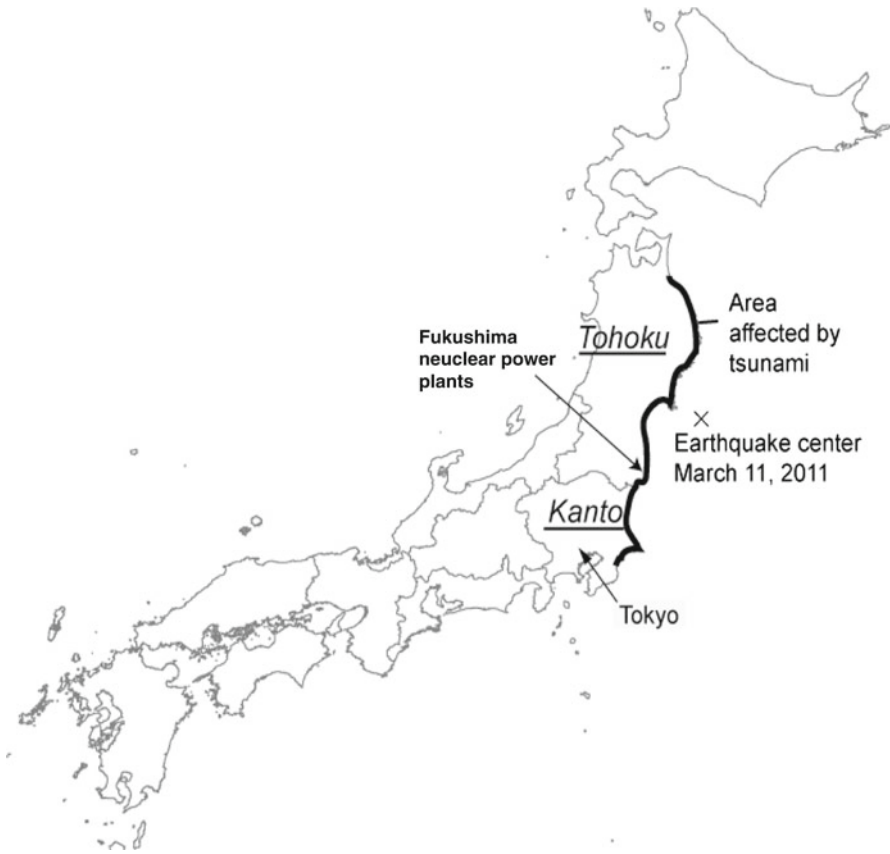 Area
affected by
tsunami
Tohoku
Fukushima
neuclear power
plants
Earthquake center
March 11, 2011
Kanto
Tokyo